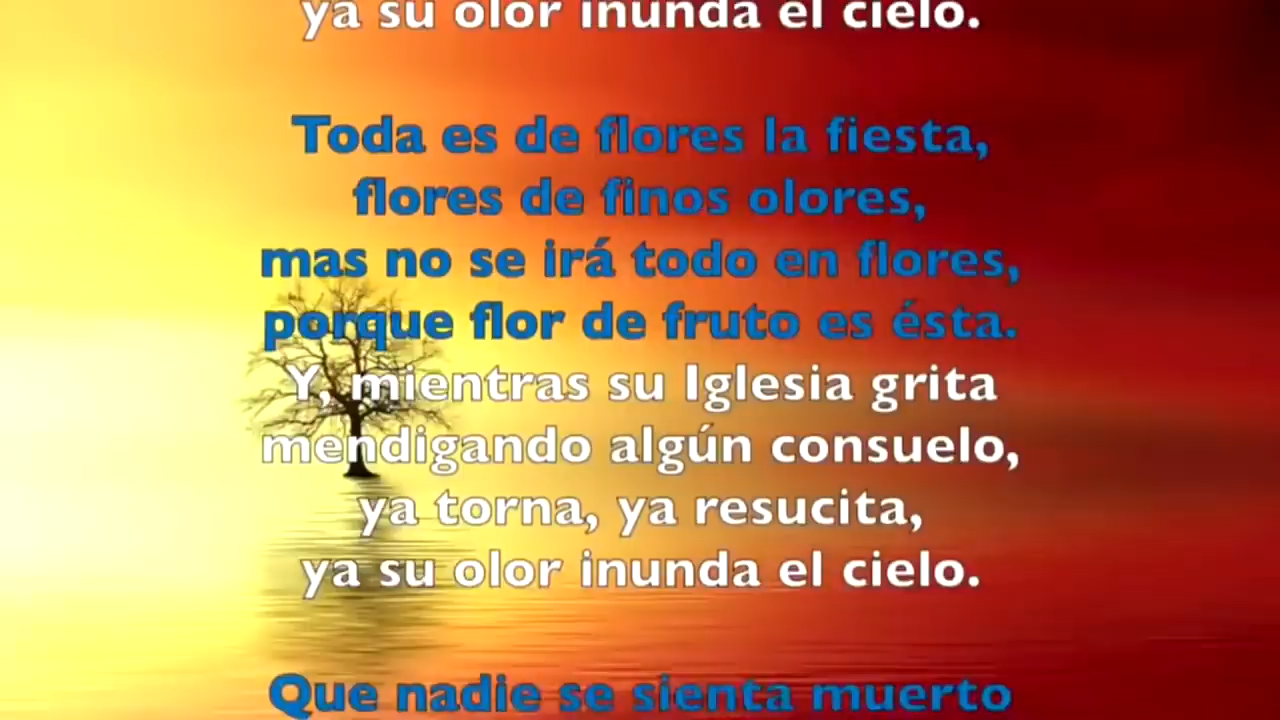 ya su olor inunda el cielo.
Toda es de flores la fiesta,
flores de finos olores,
mas no se irá todo en flores,
porque flor de fruto es ésta.
Y, mientras su Iglesia grita
mendigando algún consuelo,
ya torna, ya resucita,
ya su olor inunda el cielo.
Que nadie se sienta muerto